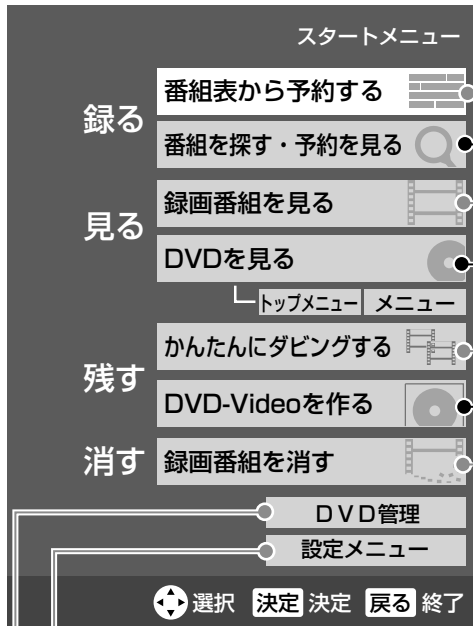 スタートメニュー
録る
番組表から予約する
番組を探す・予約を見る
見る
録画番組を見る
DVDを見る
トップメニュー メニュー
残す
かんたんにダビングする
DVD-Videoを作る
消す 録画番組を消す
ＤＶＤ管理
設定メニュー
選択 決定 決定 戻る 終了